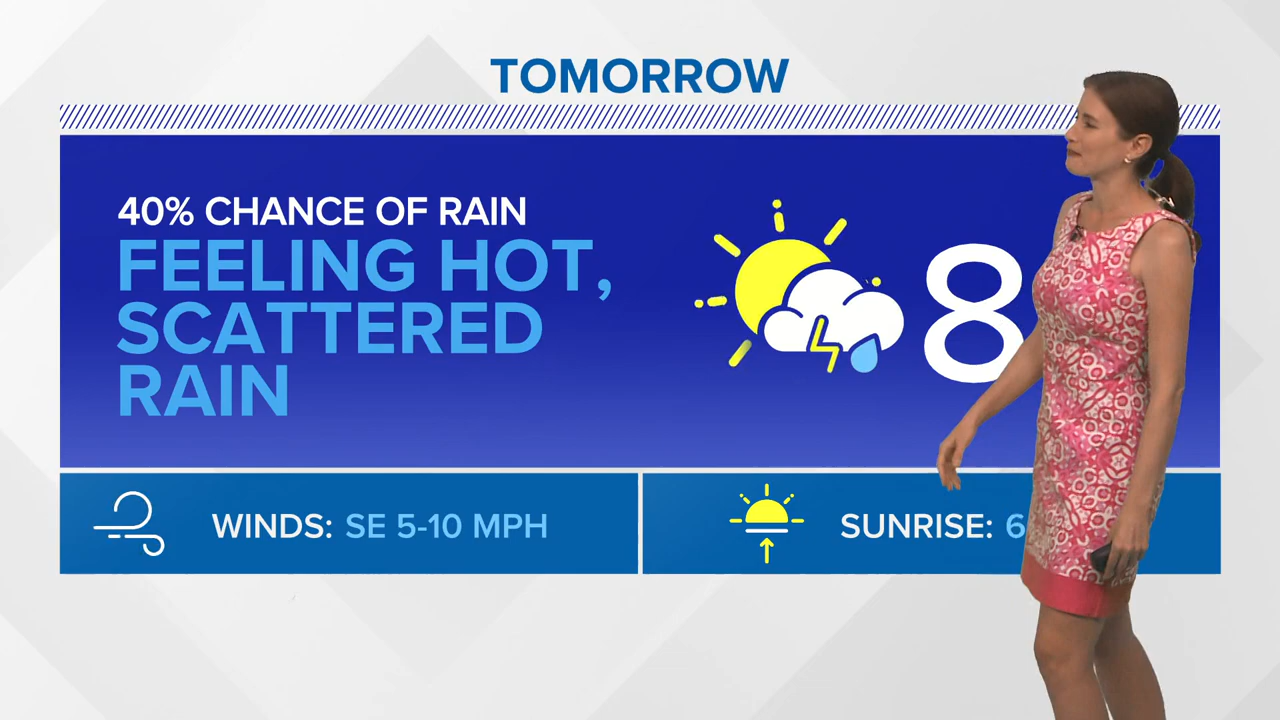 TOMORROW
40% CHANCE OF RAIN
FEELING HOT,
SCATTERED
RAIN
8
WINDS: SE 5-10 MPH
SUNRISE: 6